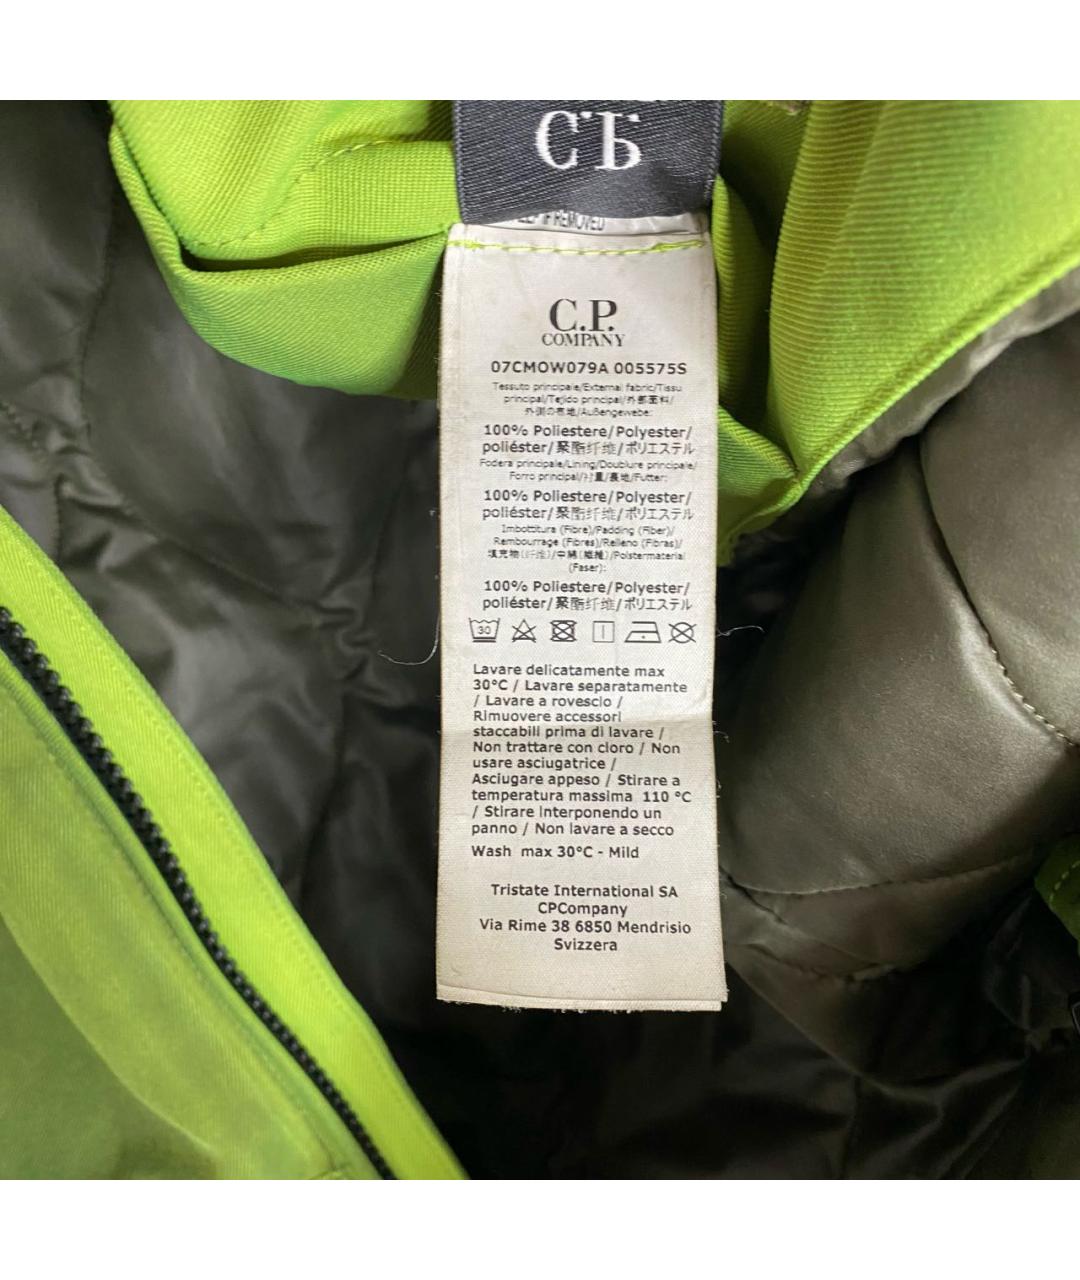 C.P.
IF REMOVED
C.P.
COMPANY
07CMOW079A 005575S
Tessuto principale/External fabric/Tissu
principal/Tejido principal/外部面料/
外側の布地/Außengewebe:
100% Poliestere/Polyester/
poliéster/聚酯纤维/ポリエステル
Fodera principale/Lining/Doublure principale/
Forro principal/衬里/裏地/Futter:
100% Poliestere/Polyester/
poliéster/聚酯纤维/ポリエステル
Imbottitura (Fibre)/Padding (Fiber)/
Rembourrage (Fibres)/Relleno (Fibras)/
填充物(纤维)/中綿(繊維)/Polstermaterial
(Faser):
100% Poliestere/Polyester/
poliéster/聚酯纤维/ポリエステル
30
Lavare delicatamente max
30°C / Lavare separatamente
/ Lavare a rovescio /
Rimuovere accessori
staccabili prima di lavare /
Non trattare con cloro / Non
usare asciugatrice /
Asciugare appeso / Stirare a
temperatura massima 110 °C
/ Stirare interponendo un
panno / Non lavare a secco
Wash max 30°C - Mild
Tristate International SA
CPCompany
Via Rime 38 6850 Mendrisio
Svizzera